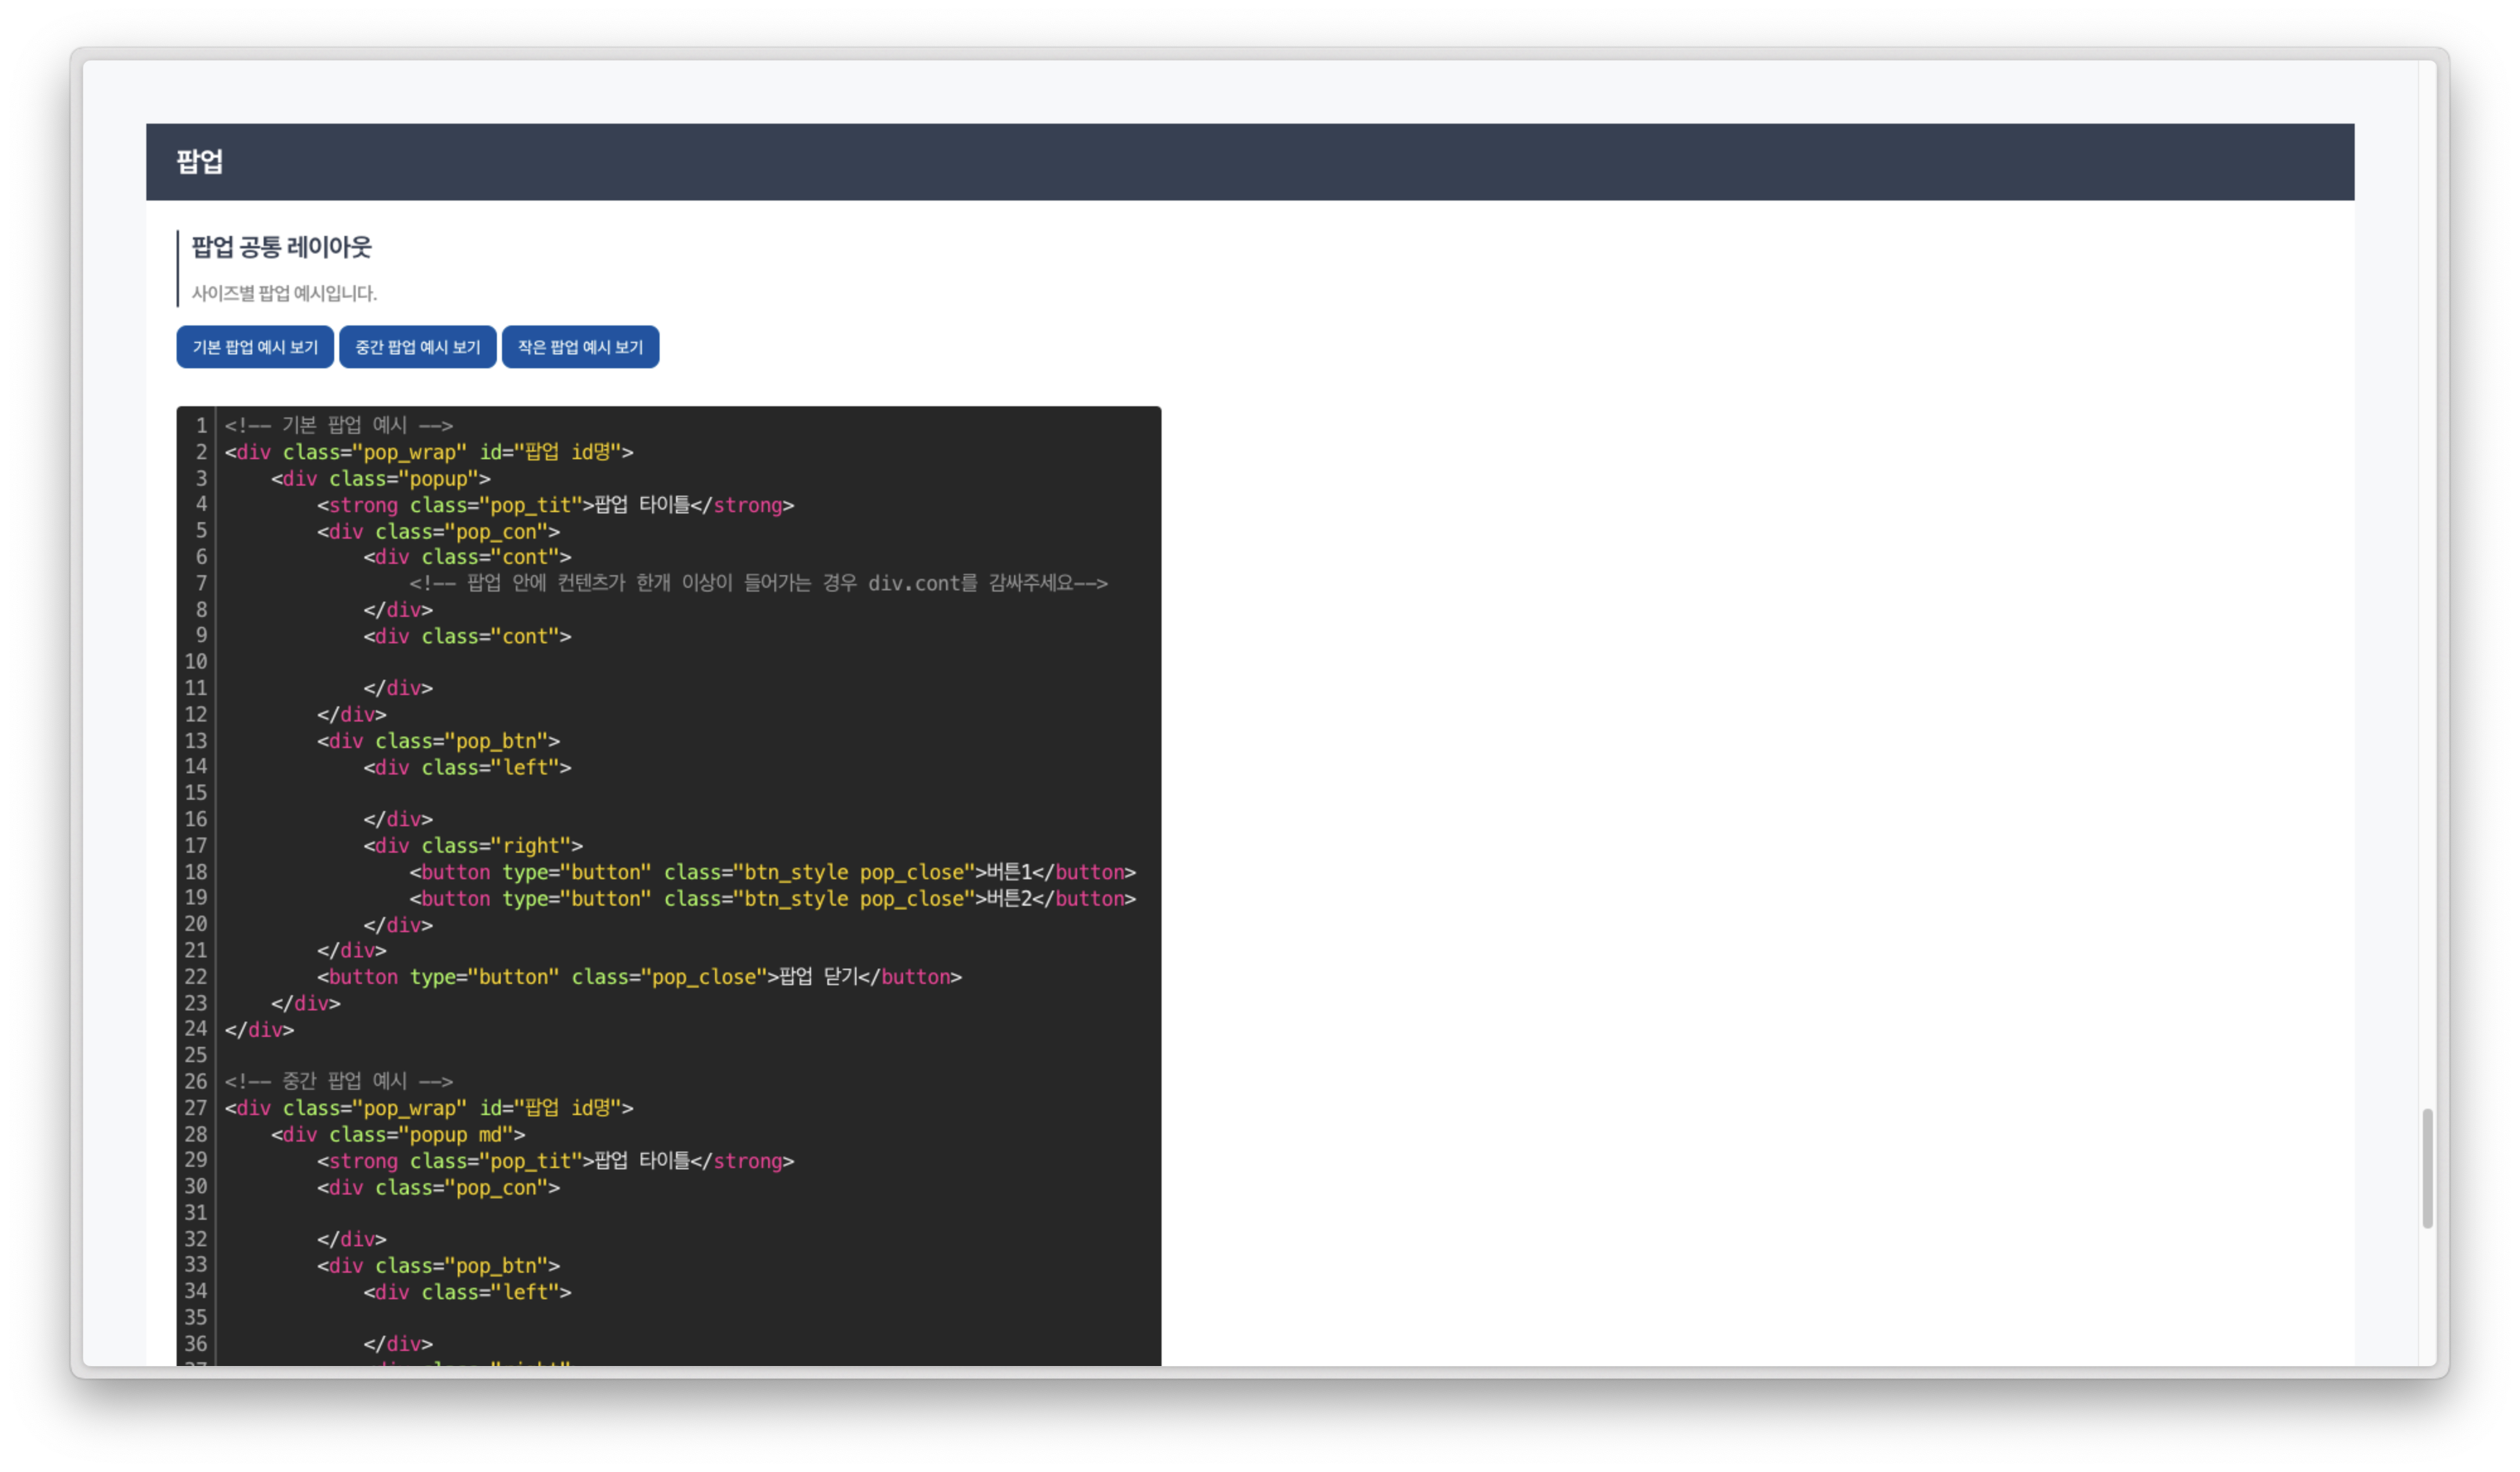 팝업
팝업 공통 레이아웃
사이즈별 팝업 예시입니다.
기본 팝업 예시 보기 중간 팝업 예시 보기 작은 팝업 예시 보기
1 <!-- 기본 팝업 예시 -->
2 <div class="pop_wrap" id="팝업 id명">
3     <div class="popup">
4         <strong class="pop_tit">팝업 타이틀</strong>
5         <div class="pop_con">
6             <div class="cont">
7                 <!-- 팝업 안에 컨텐츠가 한개 이상이 들어가는 경우 div.cont를 감싸주세요-->
8             </div>
9             <div class="cont">
10
11             </div>
12         </div>
13         <div class="pop_btn">
14             <div class="left">
15
16             </div>
17             <div class="right">
18                 <button type="button" class="btn_style pop_close">버튼1</button>
19                 <button type="button" class="btn_style pop_close">버튼2</button>
20             </div>
21         </div>
22         <button type="button" class="pop_close">팝업 닫기</button>
23     </div>
24 </div>
25
26 <!-- 중간 팝업 예시 -->
27 <div class="pop_wrap" id="팝업 id명">
28     <div class="popup md">
29         <strong class="pop_tit">팝업 타이틀</strong>
30         <div class="pop_con">
31
32         </div>
33         <div class="pop_btn">
34             <div class="left">
35
36             </div>